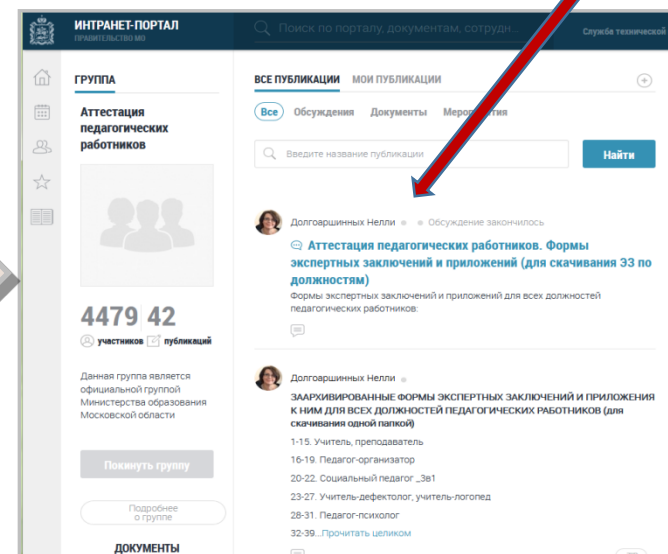 ИНТРАНЕТ-ПОРТАЛ
ПРАВИТЕЛЬСТВО МО
Поиск по порталу, документам, сотрудн...
Службе технической
ГРУППА
Аттестация
педагогических
работников
4479 42
участников публикаций
Данная группа является
официальной группой
Министерства образования
Московской области
Покинуть группу
Подробнее
о группе
ДОКУМЕНТЫ
ВСЕ ПУБЛИКАЦИИ МОИ ПУБЛИКАЦИИ
Все Обсуждения Документы Мероприятия
Введите название публикации
Найти
Долгоаршинных Нелли Обсуждение закончилось
Аттестация педагогических работников. Формы
экспертных заключений и приложений (для скачивания ЭЗ по
должностям)
Формы экспертных заключений и приложений для всех должностей
педагогических работников:
Долгоаршинных Нелли
ЗААРХИВИРОВАННЫЕ ФОРМЫ ЭКСПЕРТНЫХ ЗАКЛЮЧЕНИЙ И ПРИЛОЖЕНИЯ
К НИМ ДЛЯ ВСЕХ ДОЛЖНОСТЕЙ ПЕДАГОГИЧЕСКИХ РАБОТНИКОВ (для
скачивания одной папкой)
1-15. Учитель, преподаватель
16-19. Педагог-организатор
20-22. Социальный педагог _3в1
23-27. Учитель-дефектолог, учитель-логопед
28-31. Педагог-психолог
32-39...Прочитать целиком